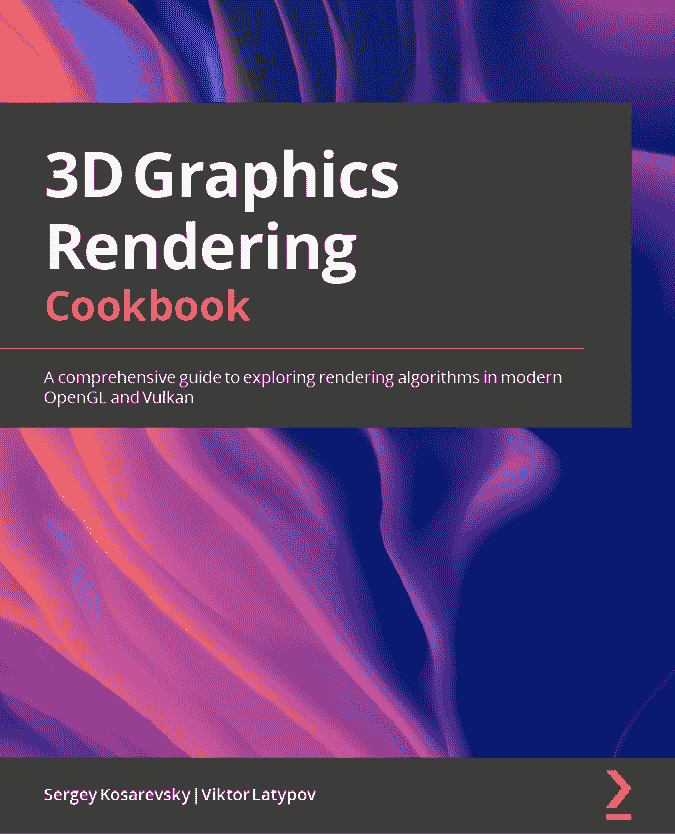 3D Graphics
Rendering
Cookbook
A comprehensive guide to exploring rendering algorithms in modern
OpenGL and Vulkan
Sergey Kosarevsky | Viktor Latypov